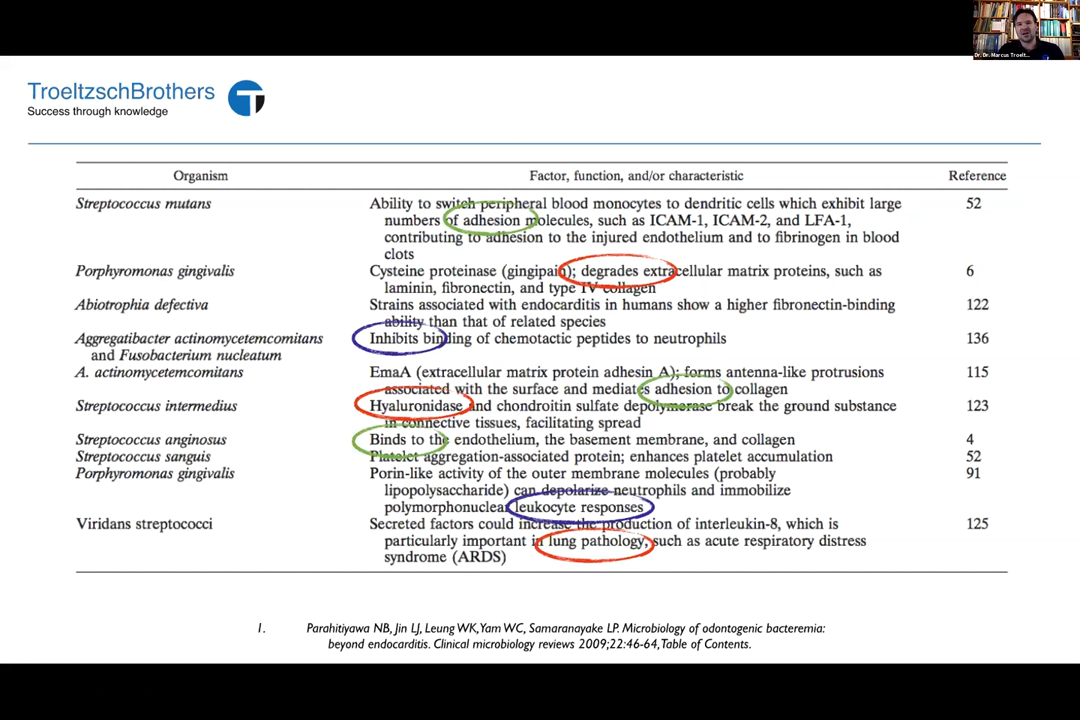 Dr. Dr. Marcus Troelt...
TroeltzschBrothers
Success through knowledge
T
Organism Factor, function, and/or characteristic Reference
Streptococcus mutans Ability to switch peripheral blood monocytes to dendritic cells which exhibit large 52
numbers of adhesion molecules, such as ICAM-1, ICAM-2, and LFA-1,
contributing to adhesion to the injured endothelium and to fibrinogen in blood
clots
Porphyromonas gingivalis Cysteine proteinase (gingipain); degrades extracellular matrix proteins, such as 6
laminin, fibronectin, and type IV collagen
Abiotrophia defectiva Strains associated with endocarditis in humans show a higher fibronectin-binding 122
ability than that of related species
Aggregatibacter actinomycetemcomitans Inhibits binding of chemotactic peptides to neutrophils 136
and Fusobacterium nucleatum
A. actinomycetemcomitans EmaA (extracellular matrix protein adhesin A); forms antenna-like protrusions 115
associated with the surface and mediates adhesion to collagen
Streptococcus intermedius Hyaluronidase and chondroitin sulfate depolymerase break the ground substance 123
in connective tissues, facilitating spread
Streptococcus anginosus Binds to the endothelium, the basement membrane, and collagen 4
Streptococcus sanguis Platelet aggregation-associated protein; enhances platelet accumulation 52
Porphyromonas gingivalis Porin-like activity of the outer membrane molecules (probably 91
lipopolysaccharide) can depolarize neutrophils and immobilize
polymorphonuclear leukocyte responses
Viridans streptococci Secreted factors could increase the production of interleukin-8, which is 125
particularly important in lung pathology, such as acute respiratory distress
syndrome (ARDS)
1. Parahitiyawa NB, Jin LJ, Leung WK, Yam WC, Samaranayake LP. Microbiology of odontogenic bacteremia:
beyond endocarditis. Clinical microbiology reviews 2009;22:46-64, Table of Contents.